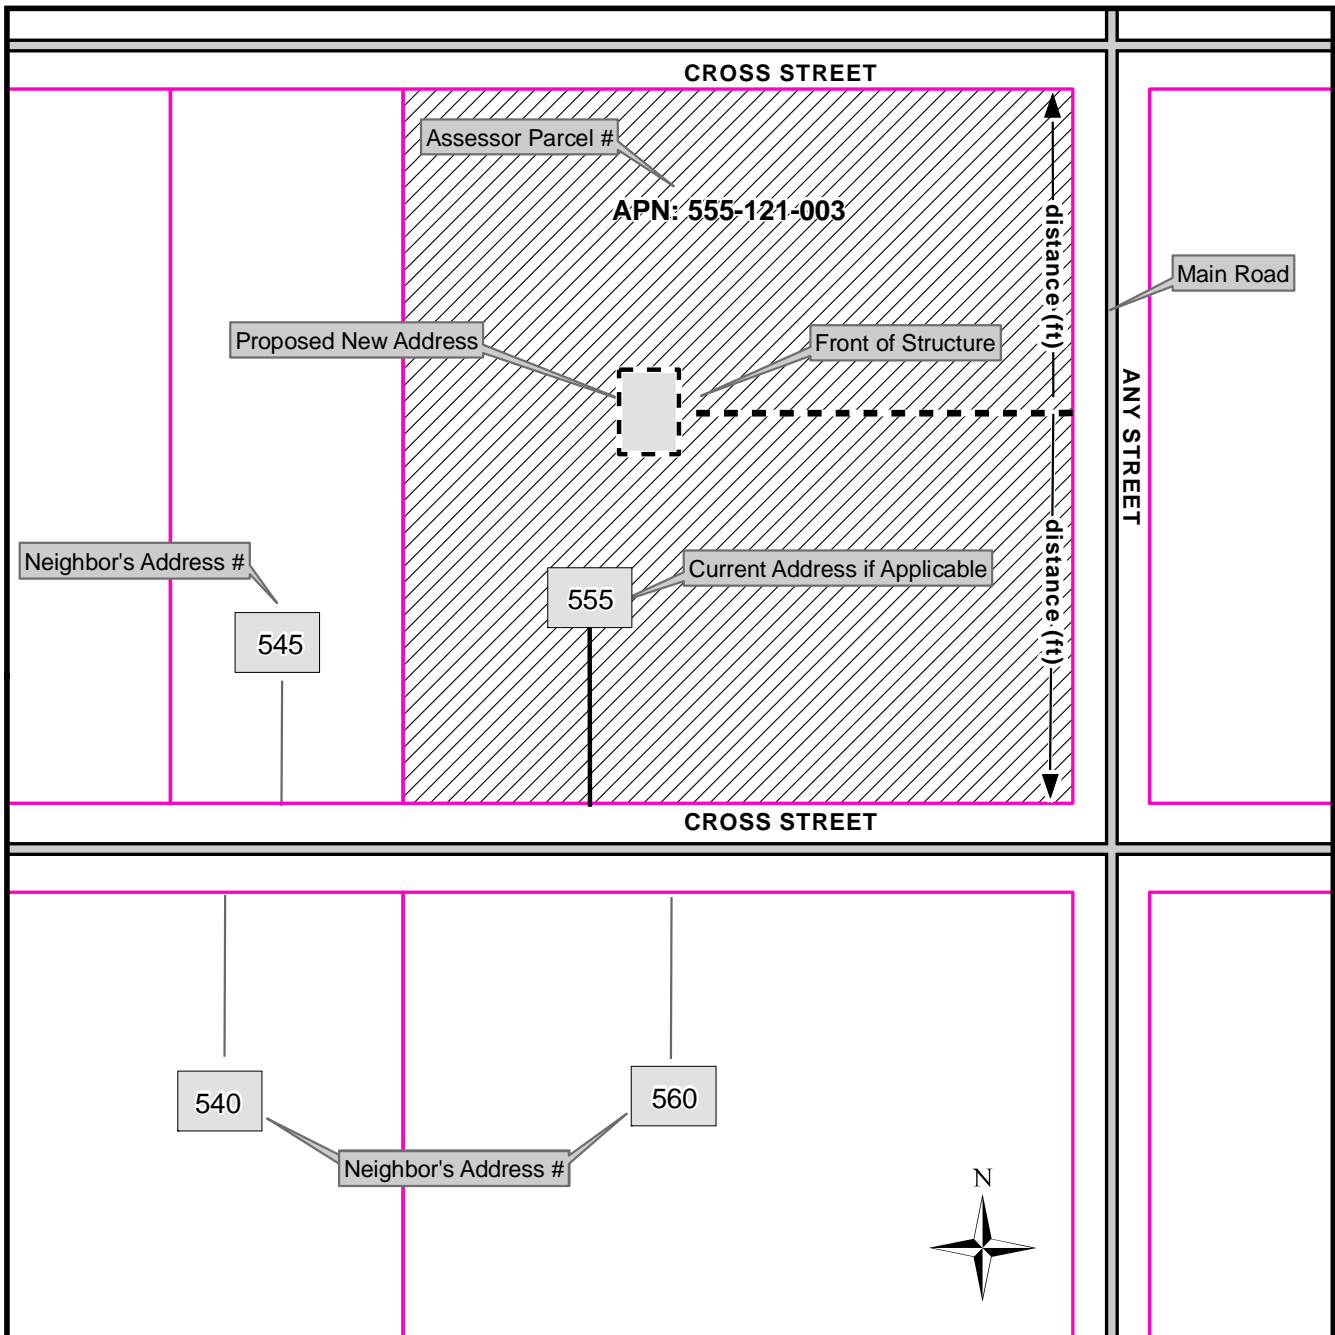 CROSS STREET
Assessor Parcel #
APN: 555-121-003
distance (ft)
Main Road
Proposed New Address
Front of Structure
ANY STREET
distance (ft)
Neighbor's Address #
Current Address if Applicable
555
545
CROSS STREET
540
560
Neighbor's Address #
N